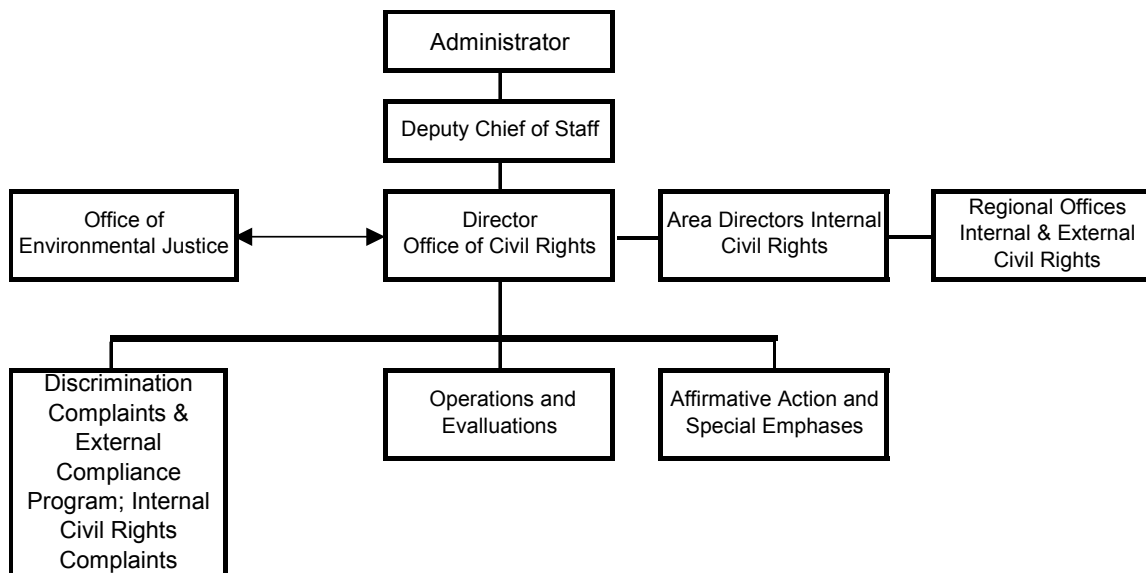 Administrator
Deputy Chief of Staff
Office of
Environmental Justice
Director
Office of Civil Rights
Area Directors Internal
Civil Rights
Regional Offices
Internal & External
Civil Rights
Discrimination
Complaints &
External
Compliance
Program; Internal
Civil Rights
Complaints
Operations and
Evalluations
Affirmative Action and
Special Emphases